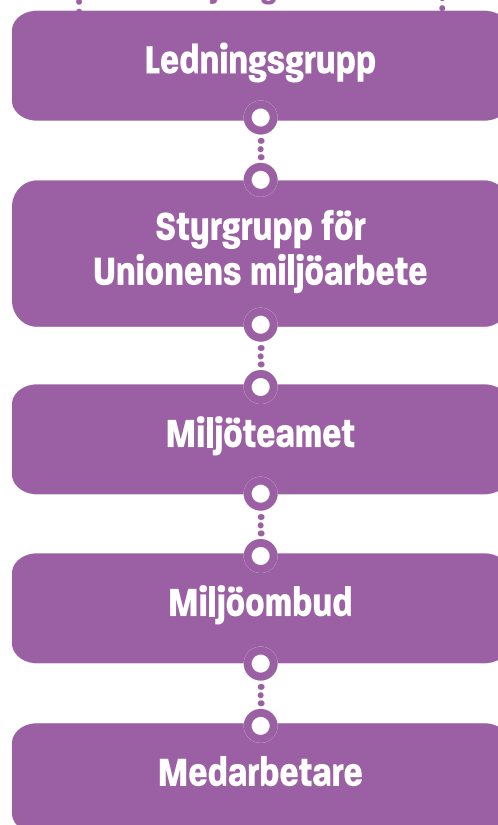 Ledningsgrupp
Styrgrupp för
Unionens miljöarbete
Miljöteamet
Miljöombud
Medarbetare